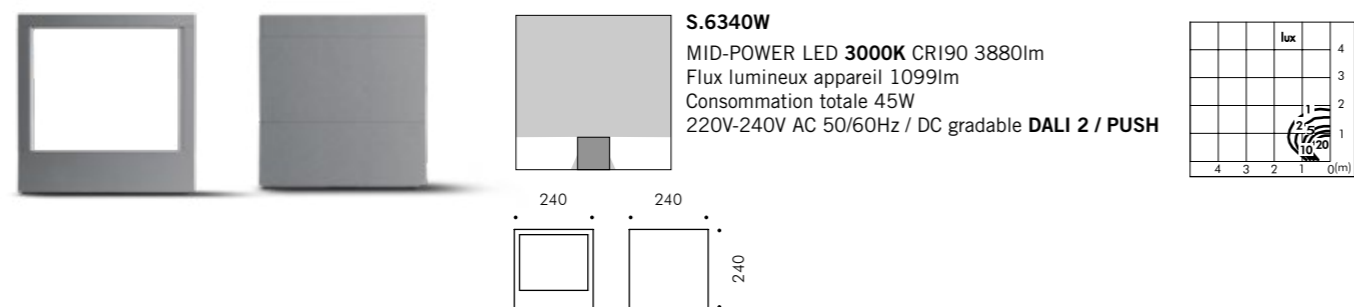 S.6340W
MID-POWER LED 3000K CRI90 3880lm
Flux lumineux appareil 1099lm
Consommation totale 45W
220V-240V AC 50/60Hz / DC gradable DALI 2 / PUSH
lux
4
3
2
1
1
2 5
10 20
4 3 2 1 0(m)
240 240
240